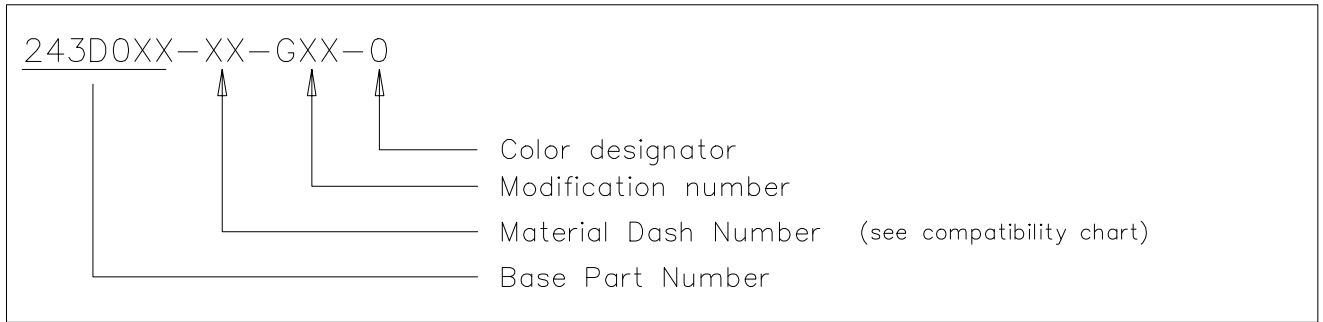 243D0XX-XX-GXX-0
Color designator
Modification number
Material Dash Number (see compatibility chart)
Base Part Number